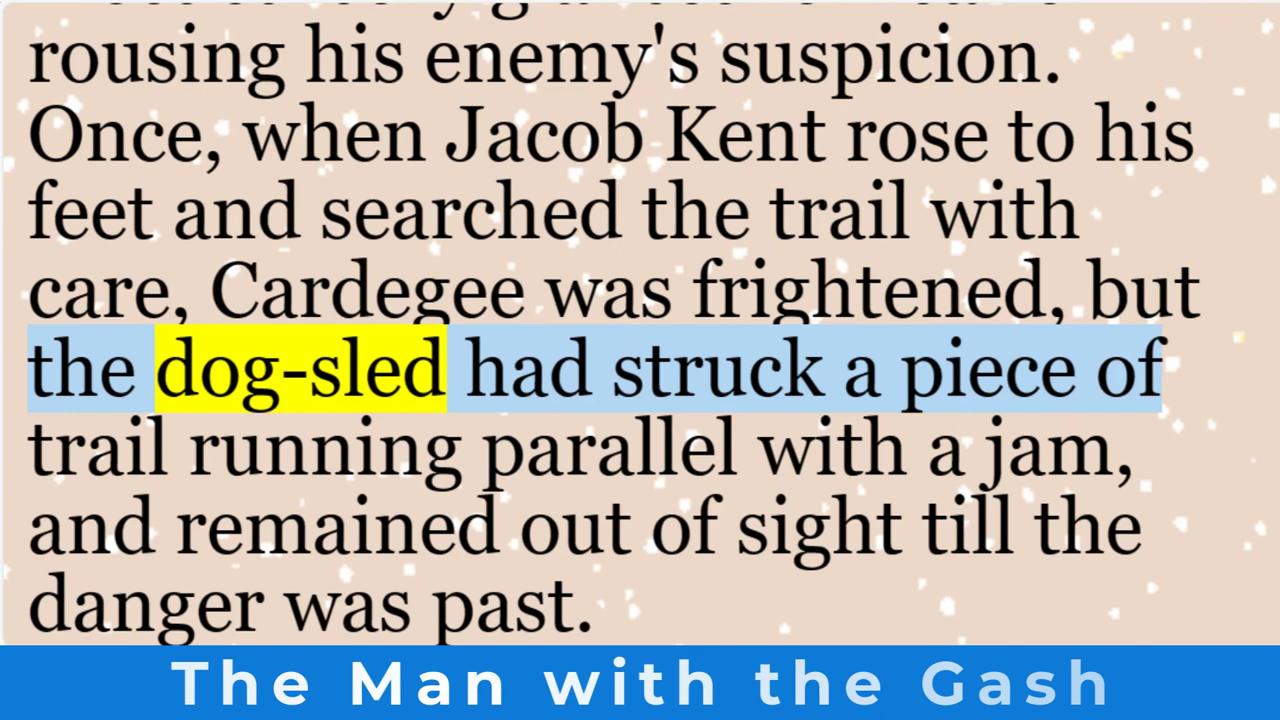 rousing his enemy's suspicion.
Once, when Jacob Kent rose to his
feet and searched the trail with
care, Cardegee was frightened, but
the dog-sled had struck a piece of
trail running parallel with a jam,
and remained out of sight till the
danger was past.
The Man with the Gash